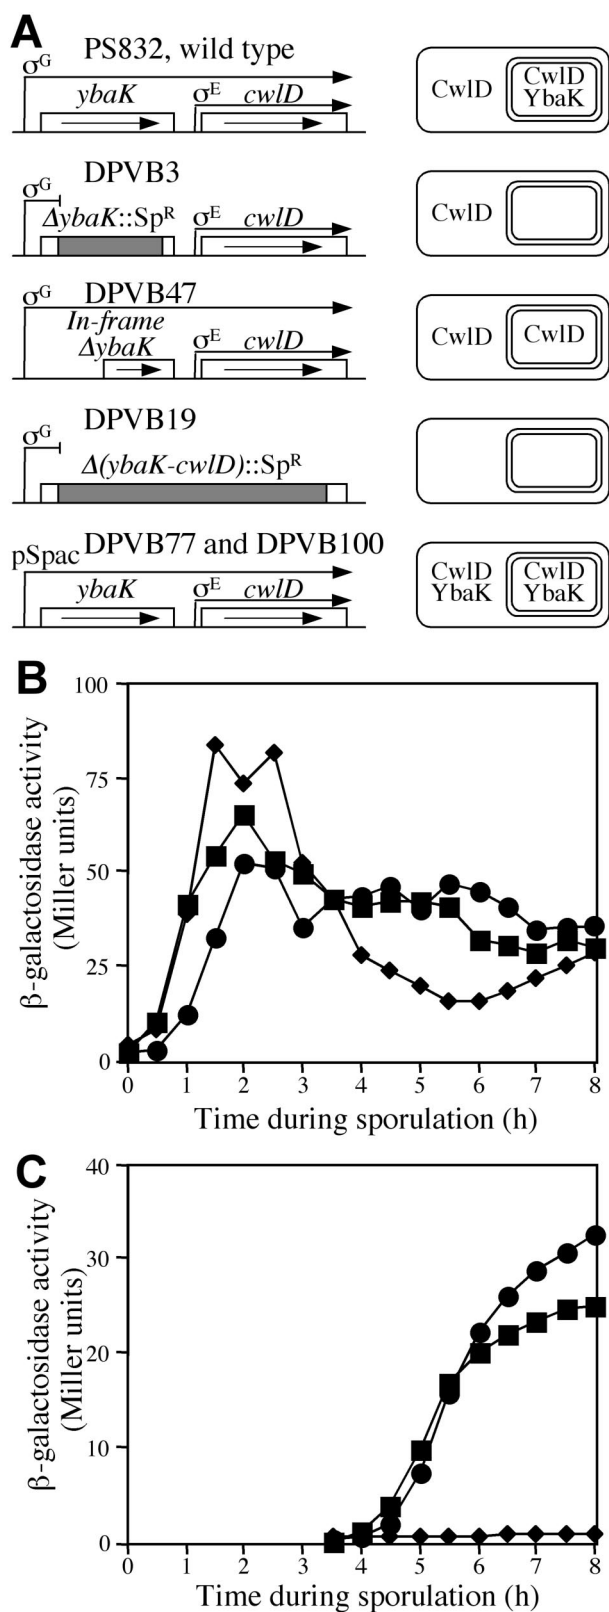 A
PS832, wild type
σG
ybaK
σE
cwlD
CwlD
CwlD
YbaK
DPVB3
σG
ΔybaK::SpR
σE
cwlD
CwlD
DPVB47
σG
In-frame
ΔybaK
σE
cwlD
CwlD
CwlD
DPVB19
σG
Δ(ybaK-cwlD)::SpR
DPVB77 and DPVB100
pSpac
ybaK
σE
cwlD
CwlD
YbaK
CwlD
YbaK
B
β-galactosidase activity
(Miller units)
100
75
50
25
0
0 1 2 3 4 5 6 7 8
Time during sporulation (h)
C
β-galactosidase activity
(Miller units)
40
30
20
10
0
0 1 2 3 4 5 6 7 8
Time during sporulation (h)